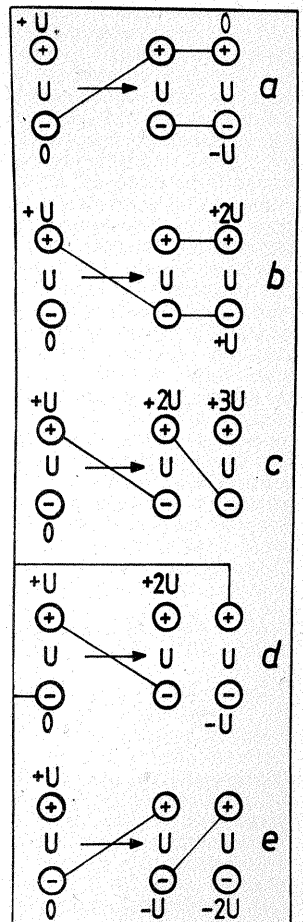 +U 0
+ + +
U U U a
- - -
0 -U
+U +2U
+ + +
U U U b
- - -
0 +U
+U +2U +3U
+ + +
U U U c
- - -
0
+U +2U
+ + +
U U U d
- - -
0 -U
+U
+ + +
U U U e
- - -
0 -U -2U